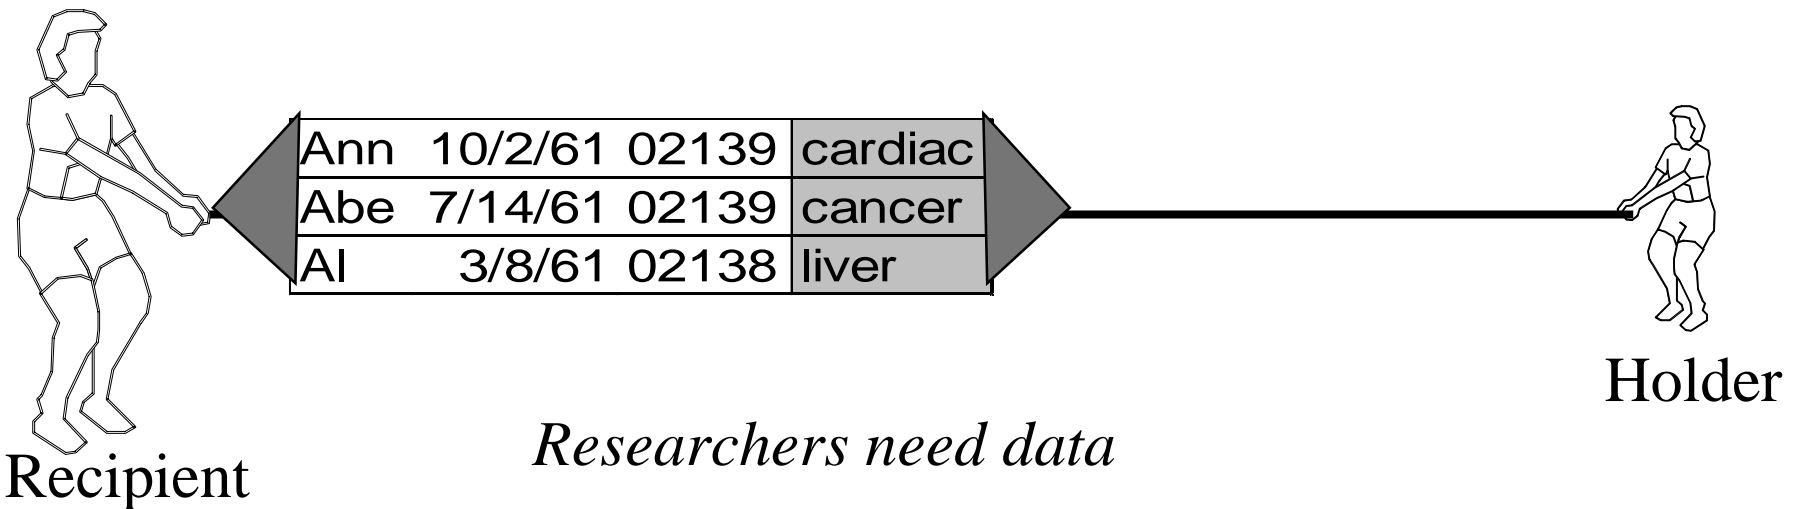 Ann 10/2/61 02139 cardiac
Abe 7/14/61 02139 cancer
Al 3/8/61 02138 liver
Holder
Researchers need data
Recipient